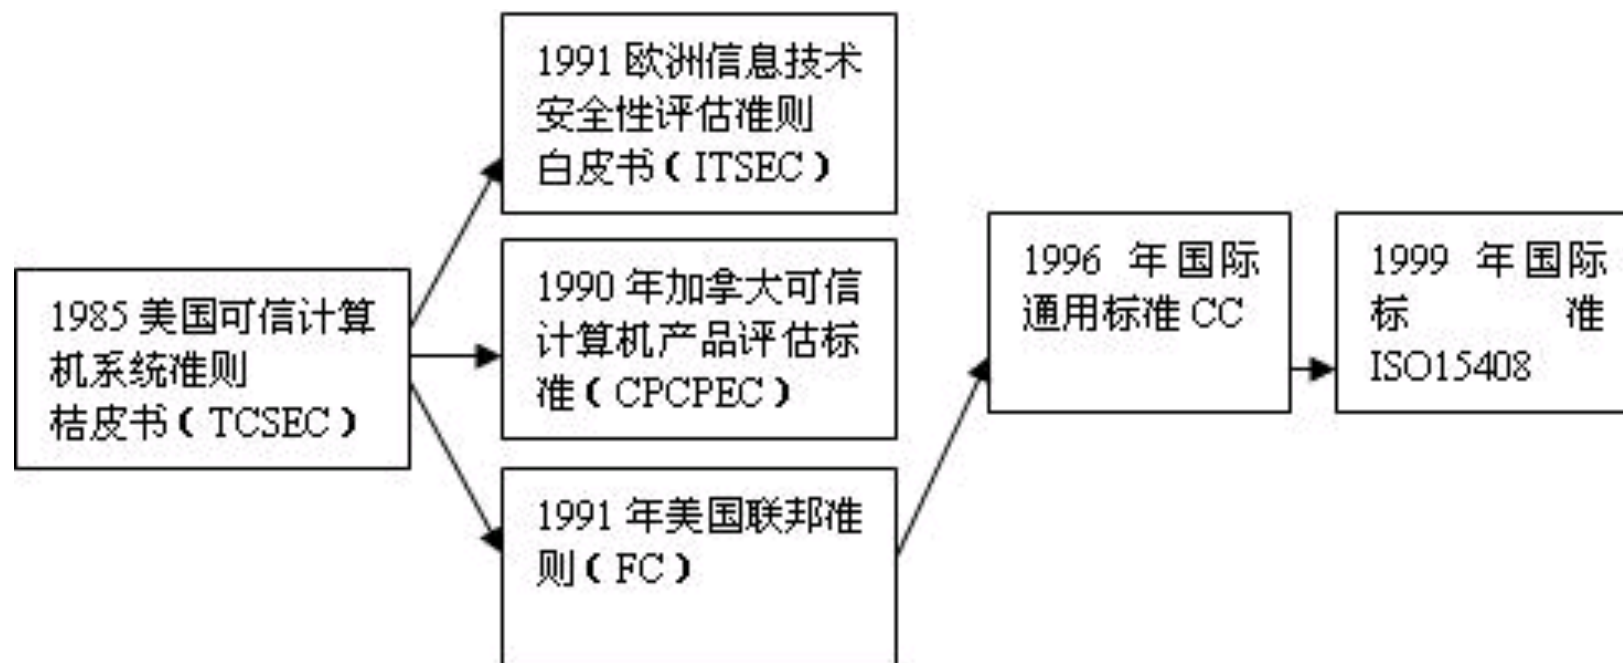 1991 欧洲信息技术
安全性评估准则
白皮书（ITSEC）
1990 年加拿大可信
计算机产品评估标
准（CPCPEC）
1985 美国可信计算
机系统准则
桔皮书（TCSEC）
1991 年美国联邦准
则（FC）
1996 年国际
通用标准 CC
1999 年国际
标 准
ISO15408